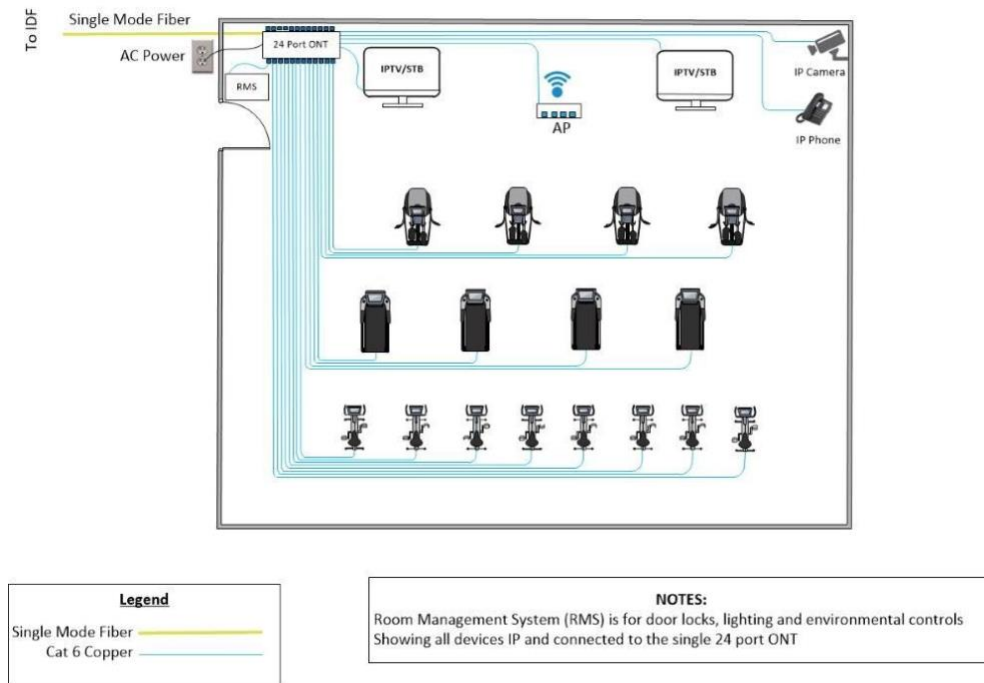 To IDF
Single Mode Fiber
AC Power
24 Port ONT
RMS
IPTV/STB
AP
IPTV/STB
IP Camera
IP Phone
Legend
Single Mode Fiber
Cat 6 Copper
NOTES:
Room Management System (RMS) is for door locks, lighting and environmental controls
Showing all devices IP and connected to the single 24 port ONT